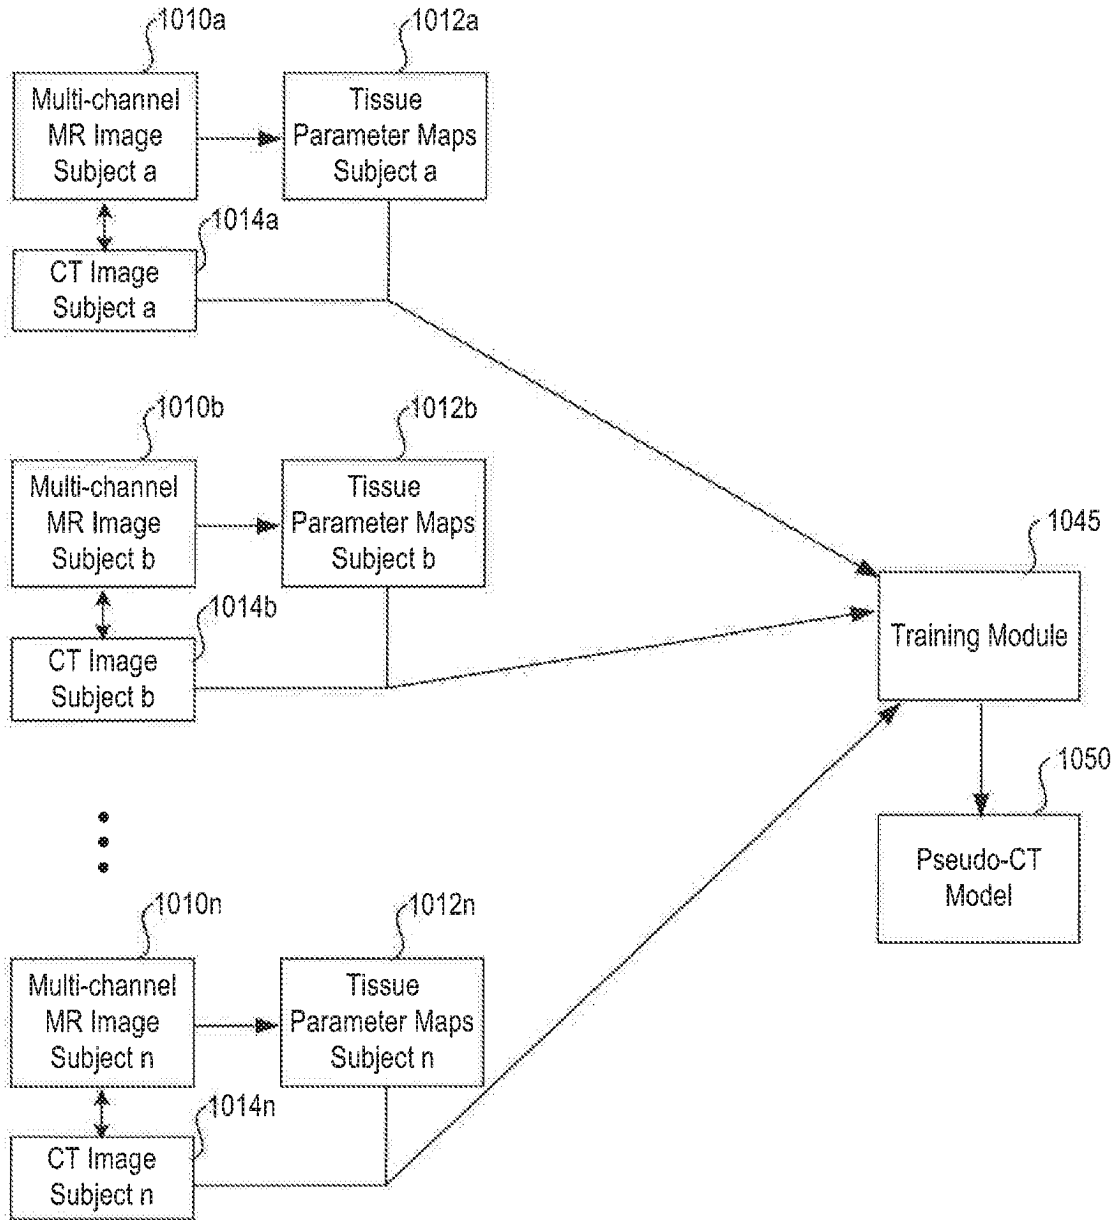 1010a
1012a
Multi-channel
MR Image
Subject a
Tissue
Parameter Maps
Subject a
1014a
CT Image
Subject a
1010b
1012b
Multi-channel
MR Image
Subject b
Tissue
Parameter Maps
Subject b
1045
Training Module
1014b
CT Image
Subject b
1050
Pseudo-CT
Model
1010n
1012n
Multi-channel
MR Image
Subject n
Tissue
Parameter Maps
Subject n
1014n
CT Image
Subject n